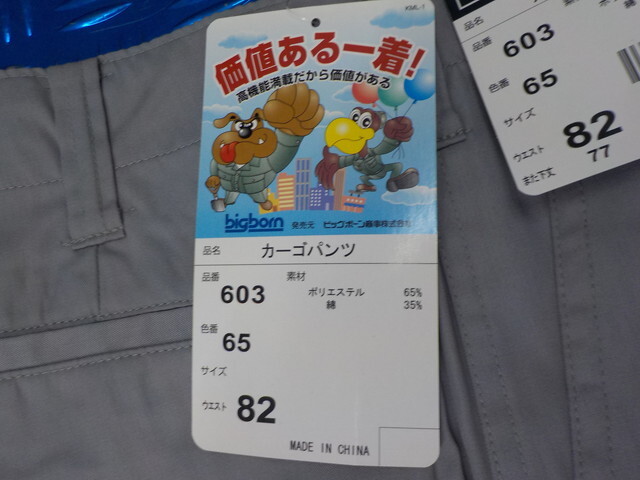 KML-1
価値ある一着!
高機能満載だから価値がある
bigborn 発売元 ビッグボーン商事株式会社
品名 カーゴパンツ
品番 603
素材
ポリエステル 65%
綿 35%
色番 65
サイズ
ウエスト 82
MADE IN CHINA
品名
品番 603
色番 65
サイズ
ウエスト 82
また下丈 77